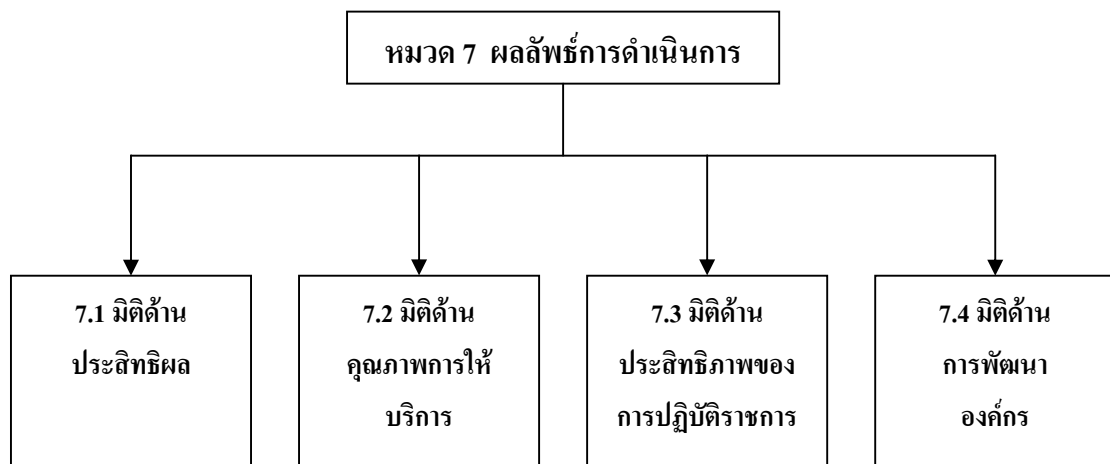 หมวด 7 ผลลัพธ์การดำเนินการ
7.1 มิติด้าน
ประสิทธิผล
7.2 มิติด้าน
คุณภาพการให้
บริการ
7.3 มิติด้าน
ประสิทธิภาพของ
การปฏิบัติราชการ
7.4 มิติด้าน
การพัฒนา
องค์กร